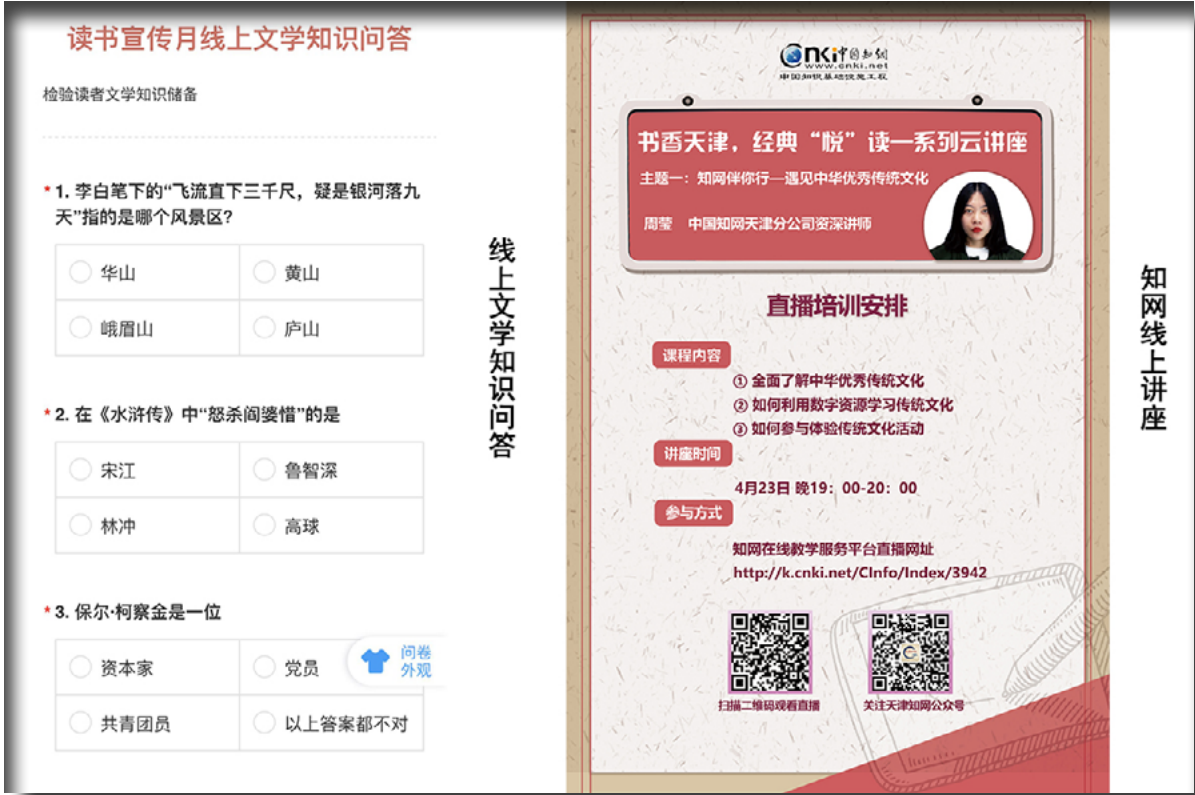 读书宣传月线上文学知识问答
检验读者文学知识储备
* 1. 李白笔下的“飞流直下三千尺，疑是银河落九
天”指的是哪个风景区?
华山
黄山
峨眉山
庐山
* 2. 在《水浒传》中“怒杀阎婆惜”的是
宋江
鲁智深
林冲
高球
* 3. 保尔·柯察金是一位
资本家
党员
共青团员
以上答案都不对
问卷
外观
线上文学知识问答
cnki中国知网
www.cnki.net
中国知识基础设施工程
书香天津，经典“悦”读—系列云讲座
主题一：知网伴你行—遇见中华优秀传统文化
周莹 中国知网天津分公司资深讲师
直播培训安排
课程内容
① 全面了解中华优秀传统文化
② 如何利用数字资源学习传统文化
③ 如何参与体验传统文化活动
讲座时间
4月23日 晚19：00-20：00
参与方式
知网在线教学服务平台直播网址
http://k.cnki.net/CInfo/Index/3942
扫描二维码观看直播
关注天津知网公众号
知网线上讲座